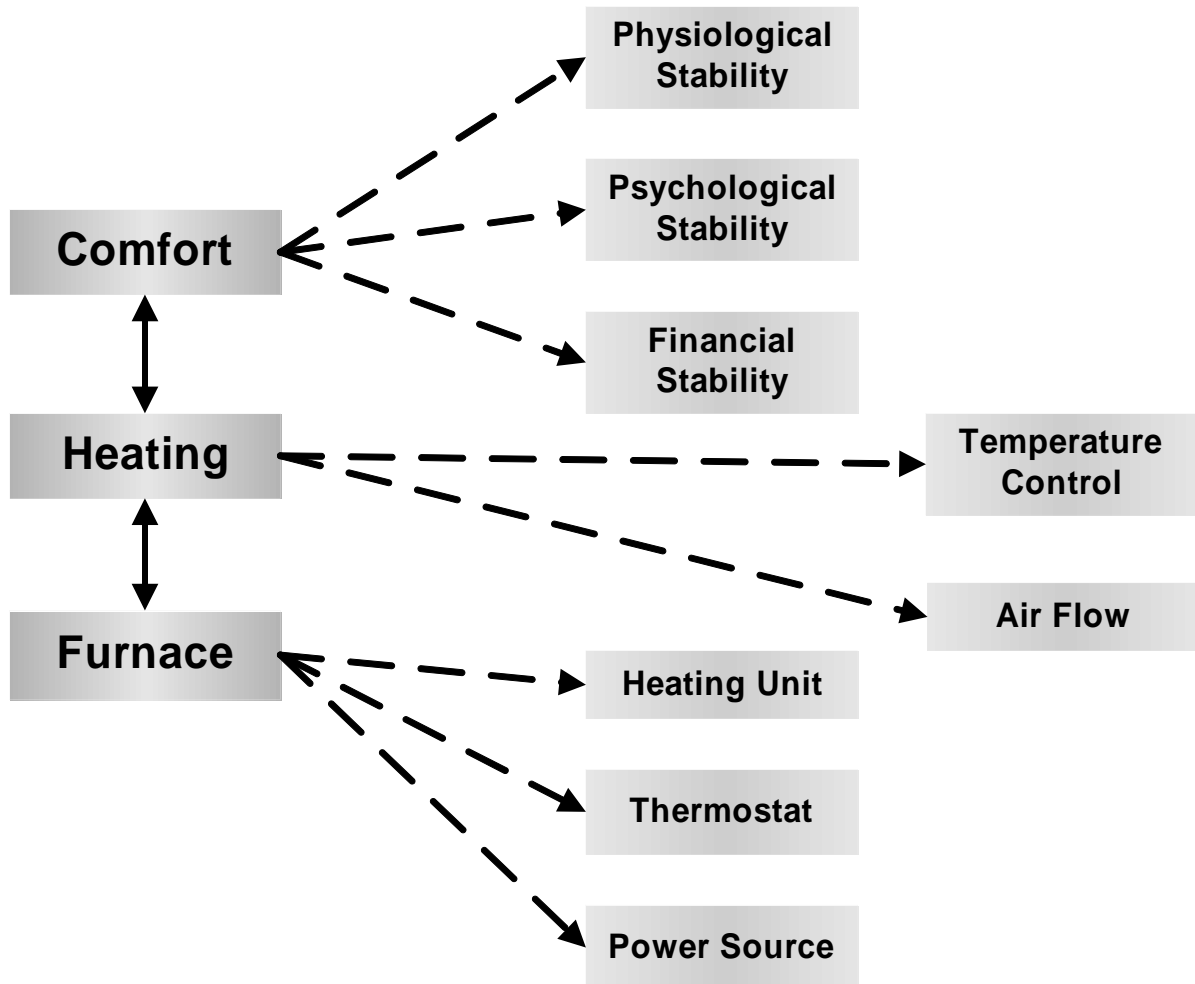 Physiological
Stability
Psychological
Stability
Comfort
Financial
Stability
Heating
Temperature
Control
Air Flow
Furnace
Heating Unit
Thermostat
Power Source